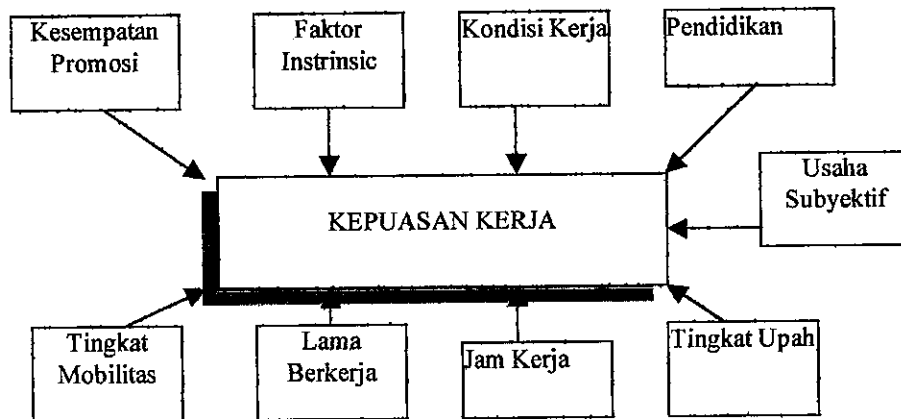 Kesempatan
Promosi
Faktor
Instrinsic
Kondisi Kerja
Pendidikan
Usaha
Subyektif
KEPUASAN KERJA
Tingkat
Mobilitas
Lama
Berkerja
Jam Kerja
Tingkat Upah